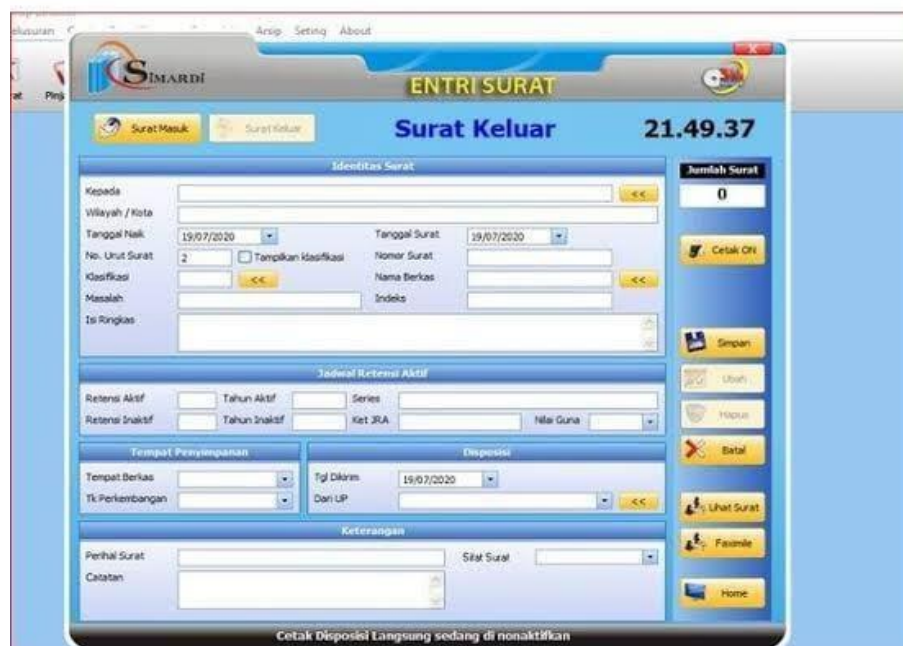 Arsip Seting About
SIMARDI
ENTRI SURAT
Surat Masuk
Surat Keluar
Surat Keluar
21.49.37
Identitas Surat
Jumlah Surat
0
Kepada
<<
Wilayah / Kota
Tanggal Naik 19/07/2020 Tanggal Surat 19/07/2020
No. Urut Surat 2 Tampilkan klasifikasi Nomor Surat
Cetak ON
Klasifikasi << Nama Berkas <<
Masalah Indeks
Isi Ringkas
Simpan
Jadwal Retensi Aktif
Ubah
Retensi Aktif Tahun Aktif Series
Hapus
Retensi Inaktif Tahun Inaktif Ket JRA Nilai Guna
Tempat Penyimpanan Disposisi
Batal
Tempat Berkas Tgl Dikirim 19/07/2020
Tk Perkembangan Dari UP <<
Lihat Surat
Keterangan
Faximile
Perihal Surat Sifat Surat
Catatan
Home
Cetak Disposisi Langsung sedang di nonaktifkan